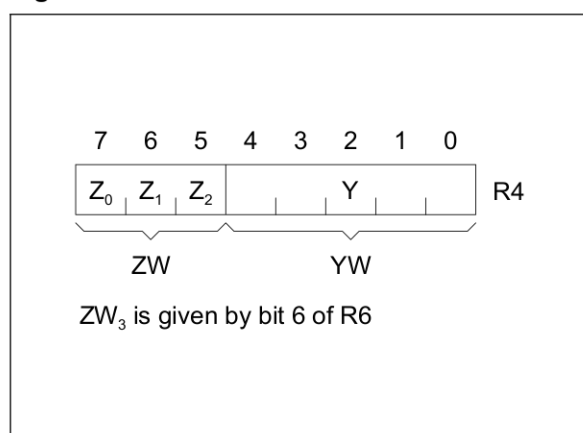 7 6 5 4 3 2 1 0
Z₀ Z₁ Z₂ Y R4
ZW YW
ZW₃ is given by bit 6 of R6